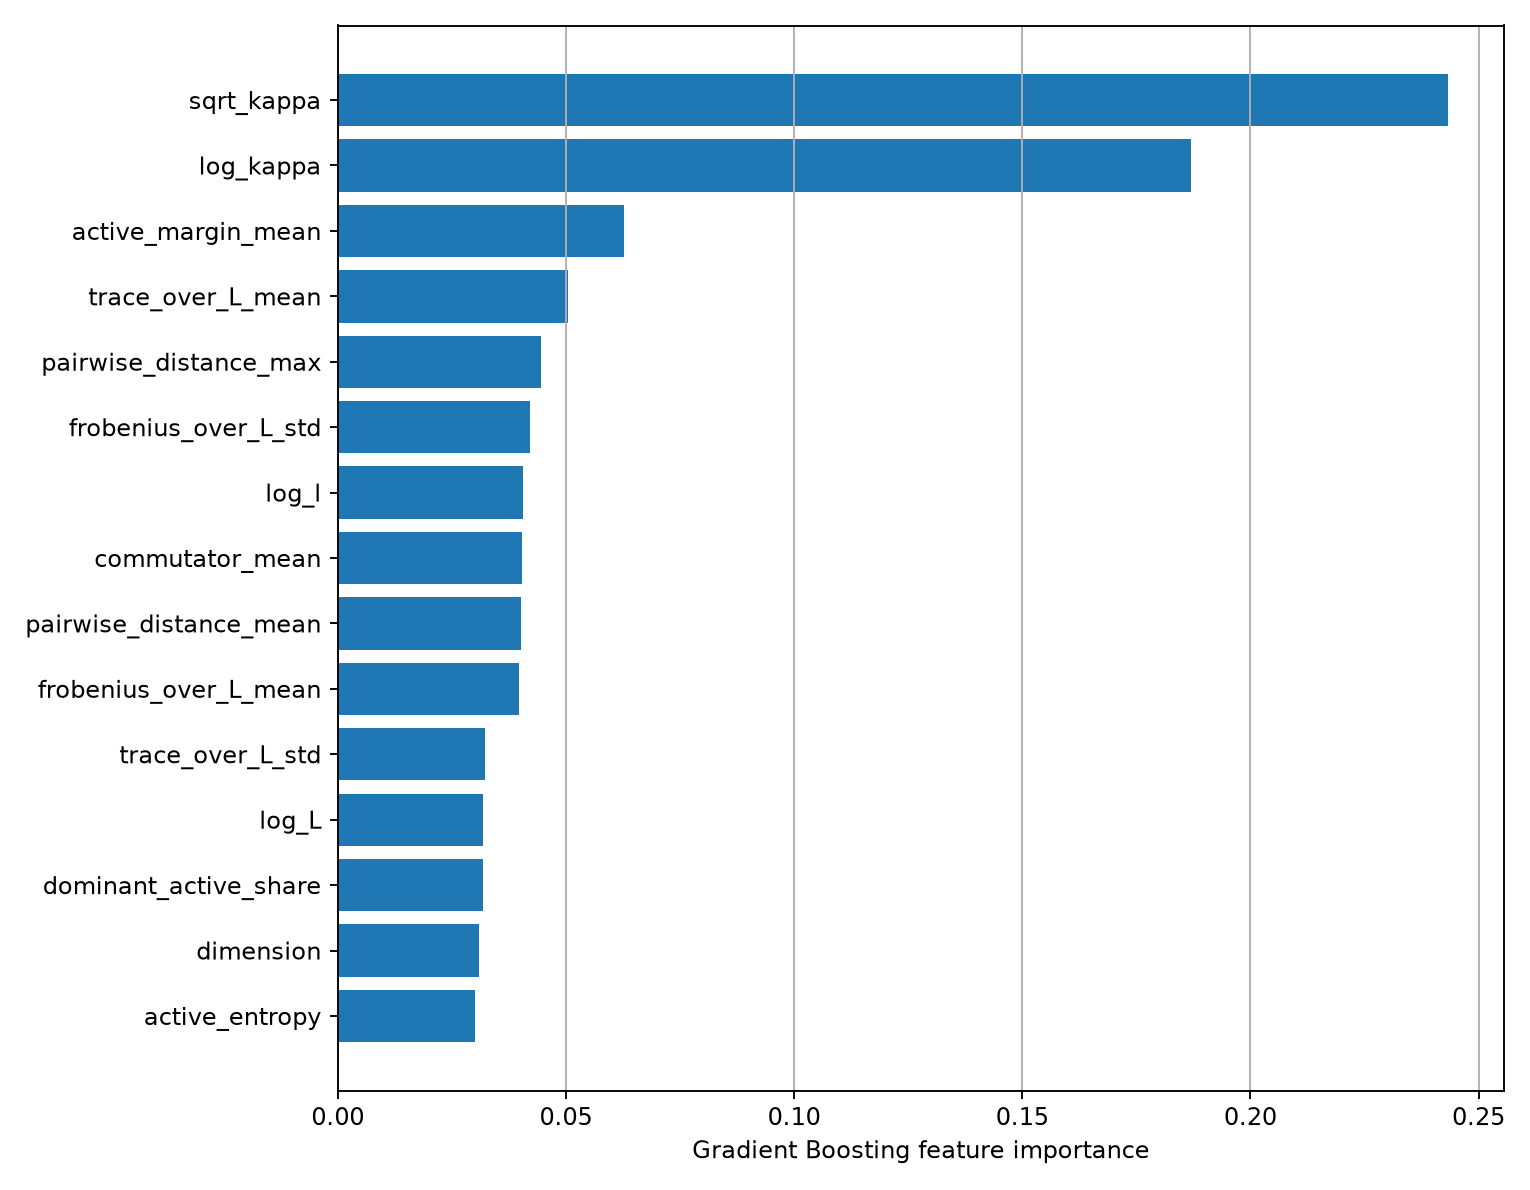 sqrt_kappa
log_kappa
active_margin_mean
trace_over_L_mean
pairwise_distance_max
frobenius_over_L_std
log_l
commutator_mean
pairwise_distance_mean
frobenius_over_L_mean
trace_over_L_std
log_L
dominant_active_share
dimension
active_entropy
0.00 0.05 0.10 0.15 0.20 0.25
Gradient Boosting feature importance